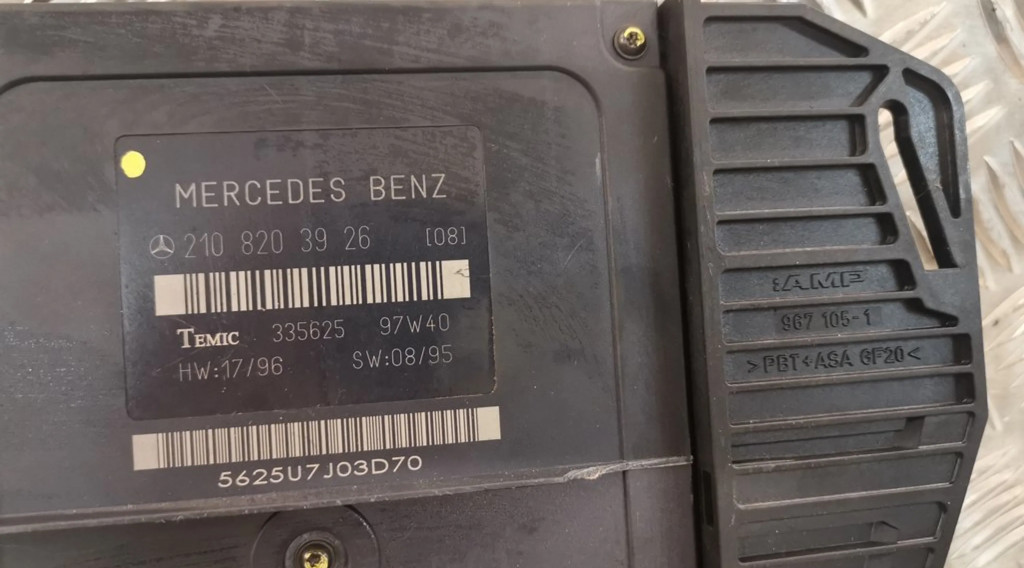 MERCEDES BENZ
210 820 39 26 [08]
TEMIC 335625 97W40
HW:17/96 SW:08/95
5625U7J03D70
AMP
967 105-1
>PBT+ASA GF20<